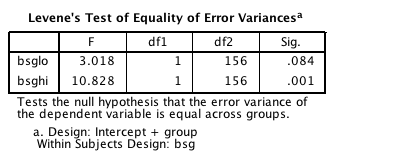 Levene's Test of Equality of Error Variancesa
F df1 df2 Sig.
bsglo 3.018 1 156 .084
bsghi 10.828 1 156 .001
Tests the null hypothesis that the error variance of
the dependent variable is equal across groups.
a. Design: Intercept + group
Within Subjects Design: bsg